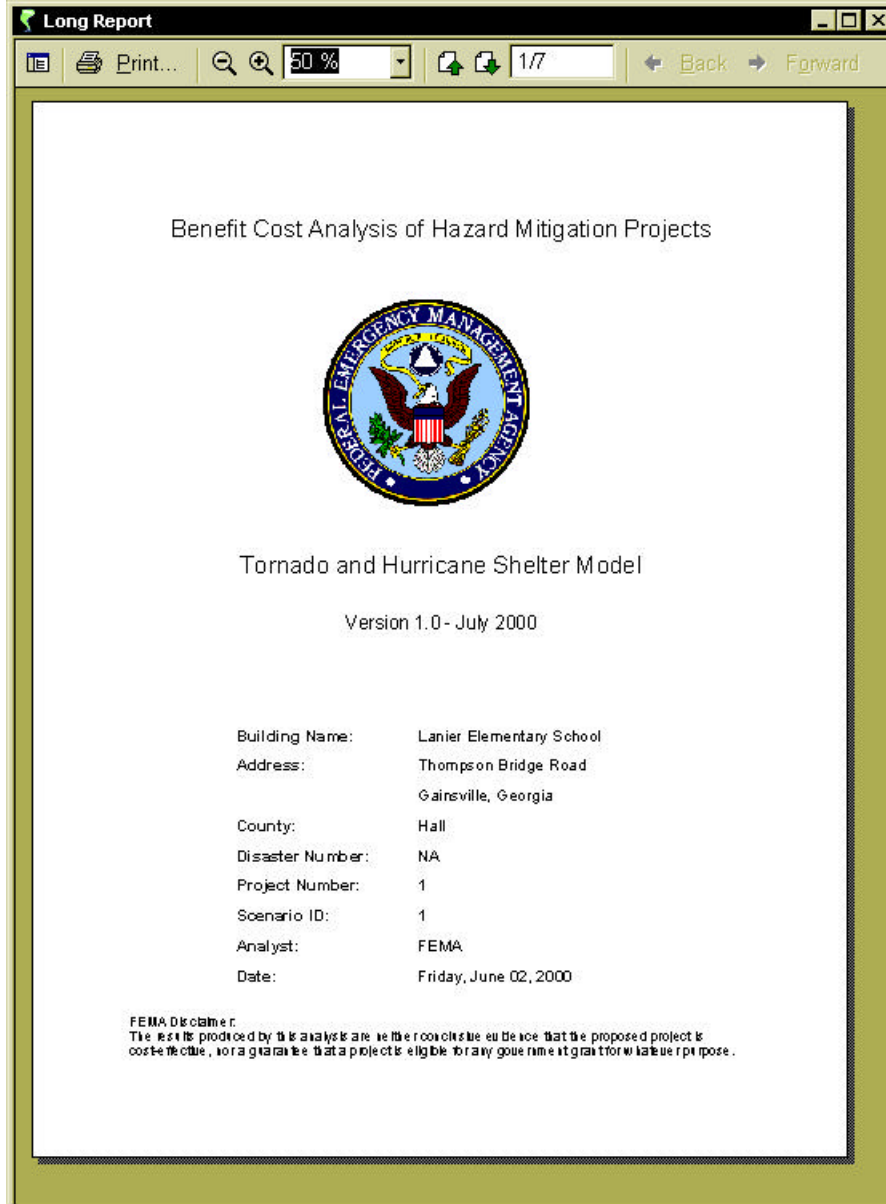 Long Report
Print... 50 % 1/7 Back Forward
Benefit Cost Analysis of Hazard Mitigation Projects
FEDERAL EMERGENCY MANAGEMENT AGENCY
Tornado and Hurricane Shelter Model
Version 1.0 - July 2000
Building Name: Lanier Elementary School
Address: Thompson Bridge Road
Gainsville, Georgia
County: Hall
Disaster Number: NA
Project Number: 1
Scenario ID: 1
Analyst: FEMA
Date: Friday, June 02, 2000
FEMA Disclaimer:
The results produced by this analysis are neither conclusive evidence that the proposed project is
cost-effective, nor a guarantee that a project is eligible for any government grant for whatever purpose.